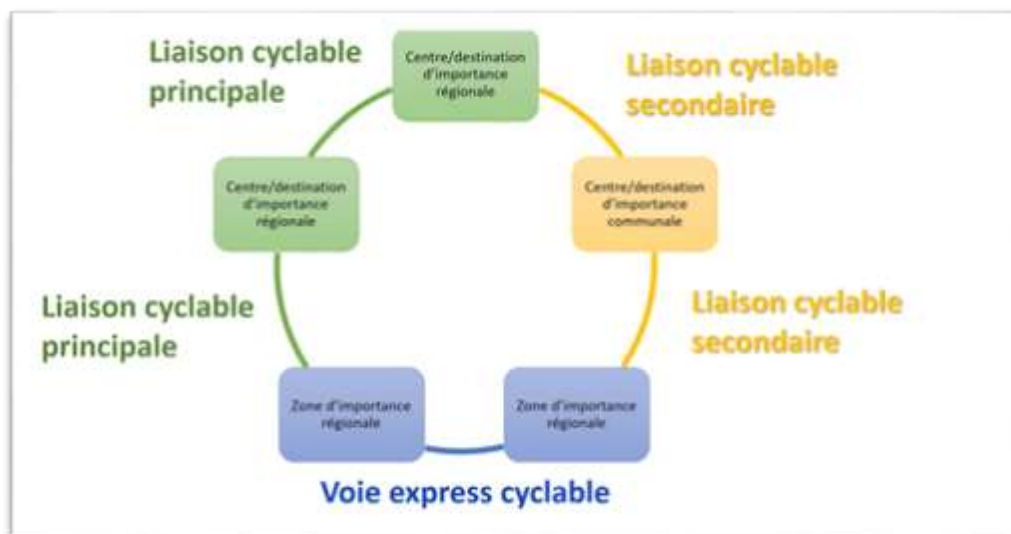 Liaison cyclable
principale
Centre/destination
d'importance
régionale
Liaison cyclable
secondaire
Centre/destination
d'importance
régionale
Centre/destination
d'importance
communale
Liaison cyclable
principale
Liaison cyclable
secondaire
Zone d'importance
régionale
Zone d'importance
régionale
Voie express cyclable